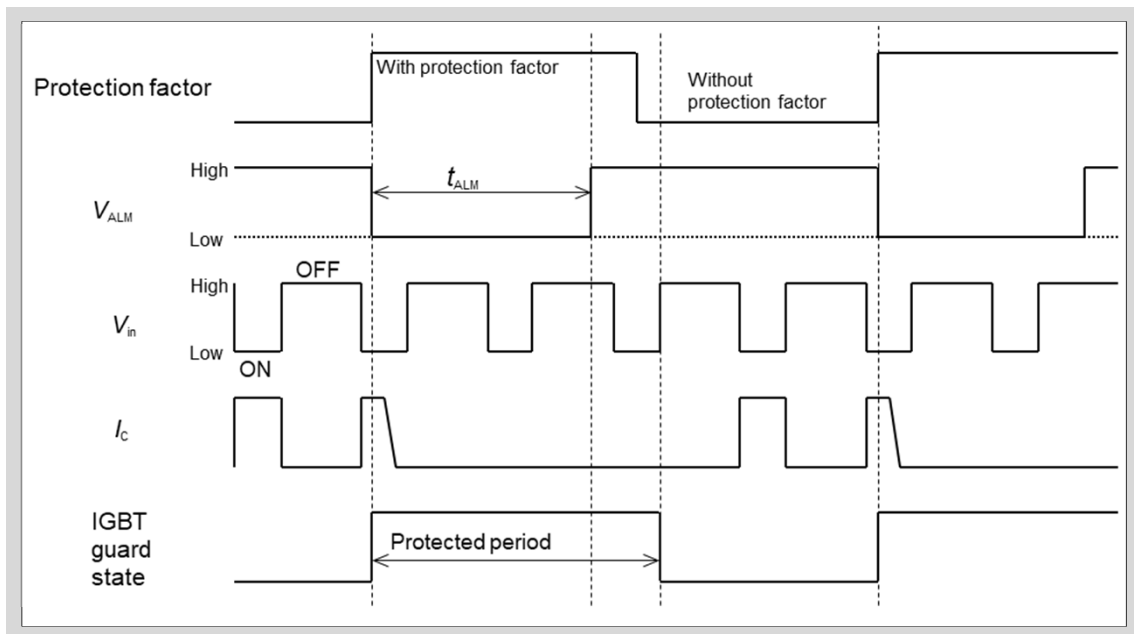 Protection factor
With protection factor
Without
protection factor
High
tALM
VALM
Low
OFF
High
Vin
Low
ON
IC
IGBT
guard
state
Protected period